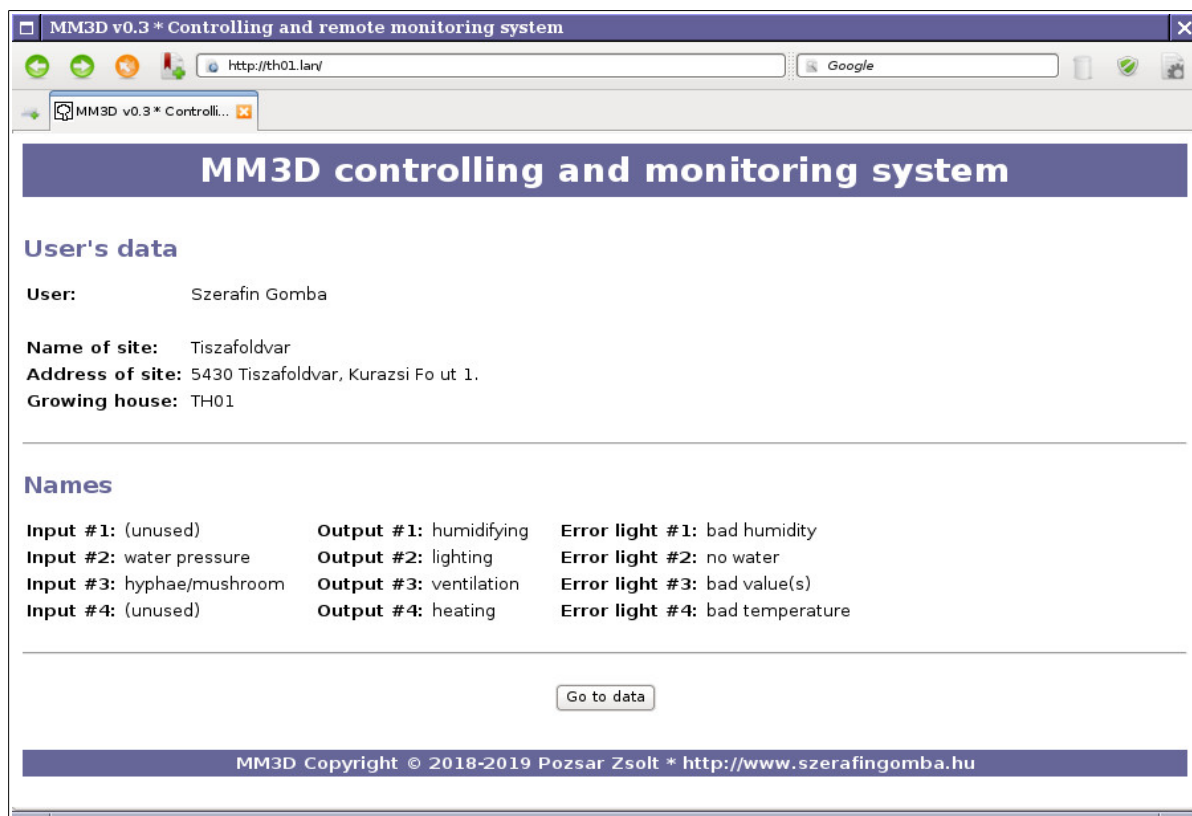 MM3D v0.3 * Controlling and remote monitoring system
http://th01.lan/
Google
MM3D v0.3 * Controlli...
MM3D controlling and monitoring system
User's data
User: Szerafin Gomba
Name of site: Tiszafoldvar
Address of site: 5430 Tiszafoldvar, Kurazsi Fo ut 1.
Growing house: TH01
Names
Input #1: (unused) Output #1: humidifying Error light #1: bad humidity
Input #2: water pressure Output #2: lighting Error light #2: no water
Input #3: hyphae/mushroom Output #3: ventilation Error light #3: bad value(s)
Input #4: (unused) Output #4: heating Error light #4: bad temperature
Go to data
MM3D Copyright © 2018-2019 Pozsar Zsolt * http://www.szerafingomba.hu